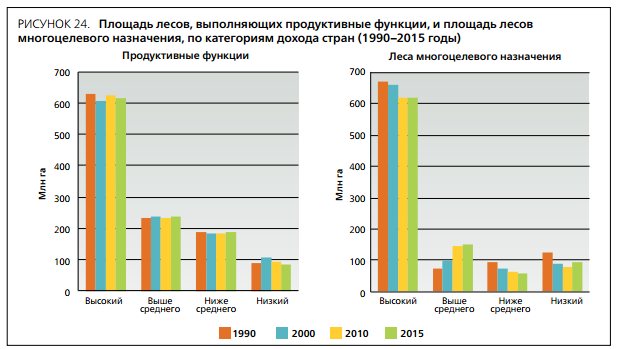 РИСУНОК 24. Площадь лесов, выполняющих продуктивные функции, и площадь лесов
многоцелевого назначения, по категориям дохода стран (1990–2015 годы)
Продуктивные функции
Млн га
700
600
500
400
300
200
100
0
Высокий
Выше
среднего
Ниже
среднего
Низкий
Леса многоцелевого назначения
Млн га
700
600
500
400
300
200
100
0
Высокий
Выше
среднего
Ниже
среднего
Низкий
1990 2000 2010 2015